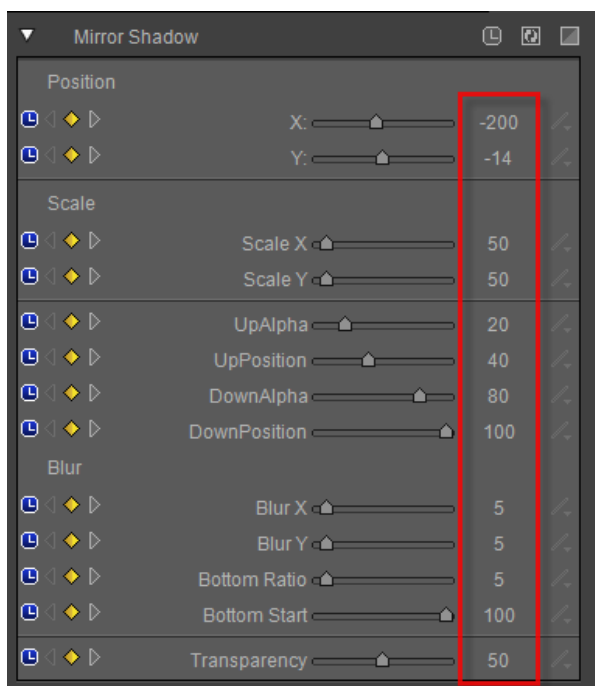 Mirror Shadow
Position
X: -200
Y: -14
Scale
Scale X 50
Scale Y 50
UpAlpha 20
UpPosition 40
DownAlpha 80
DownPosition 100
Blur
Blur X 5
Blur Y 5
Bottom Ratio 5
Bottom Start 100
Transparency 50